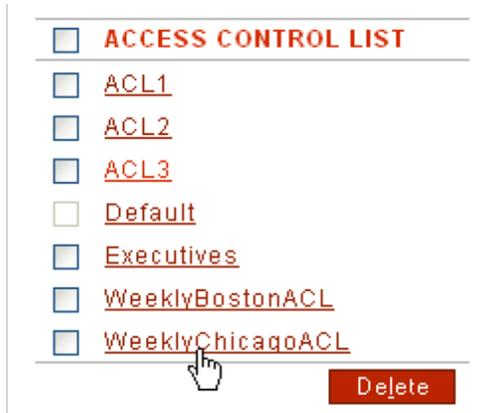 ACCESS CONTROL LIST
ACL1
ACL2
ACL3
Default
Executives
WeeklyBostonACL
WeeklyChicagoACL
Delete